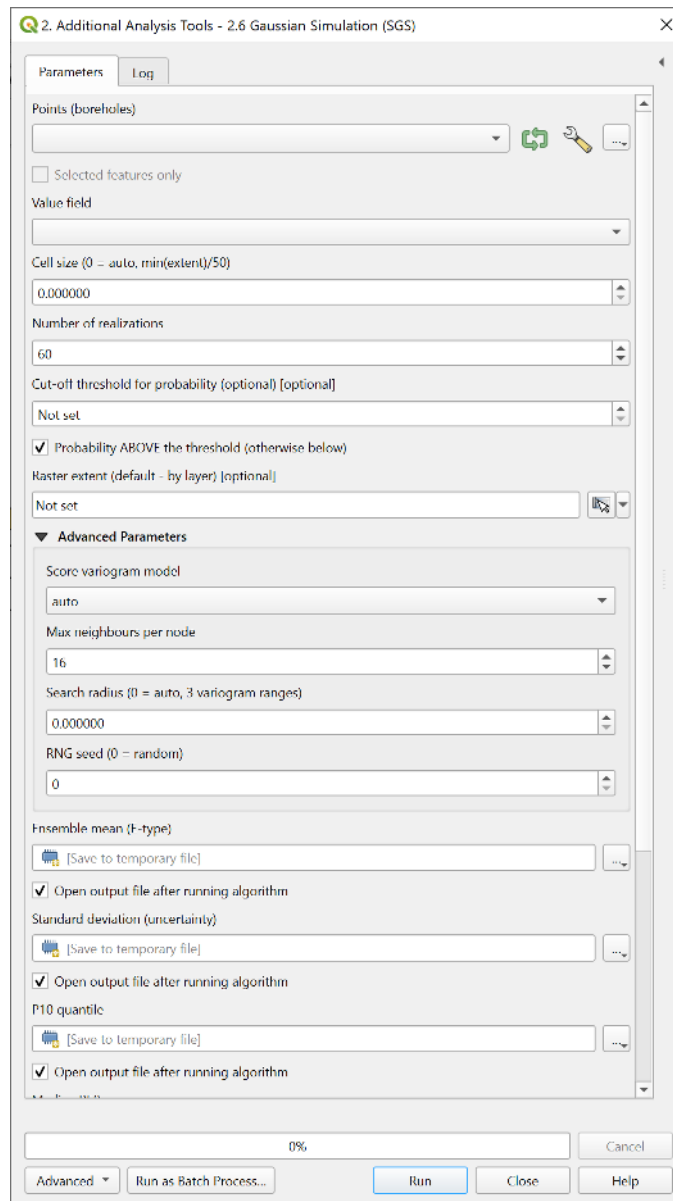 2. Additional Analysis Tools - 2.6 Gaussian Simulation (SGS)
Parameters
Log
Points (boreholes)
...
Selected features only
Value field
Cell size (0 = auto, min(extent)/50)
0.000000
Number of realizations
60
Cut-off threshold for probability (optional) [optional]
Not set
Probability ABOVE the threshold (otherwise below)
Raster extent (default - by layer) [optional]
Not set
Advanced Parameters
Score variogram model
auto
Max neighbours per node
16
Search radius (0 = auto, 3 variogram ranges)
0.000000
RNG seed (0 = random)
0
Ensemble mean (E-type)
[Save to temporary file]
...
Open output file after running algorithm
Standard deviation (uncertainty)
[Save to temporary file]
...
Open output file after running algorithm
P10 quantile
[Save to temporary file]
...
Open output file after running algorithm
0%
Cancel
Advanced
Run as Batch Process...
Run
Close
Help